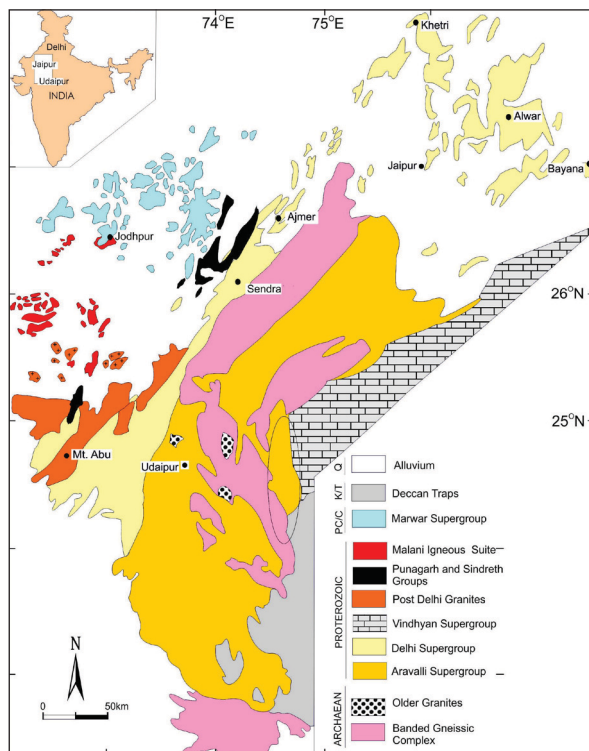 74°E
75°E
Delhi
Jaipur
Udaipur
INDIA
Khetri
Alwar
Jaipur
Bayana
Ajmer
Jodhpur
Sendra
26°N
25°N
Mt. Abu
Udaipur
N
0
50km
Q
Alluvium
K/T
Deccan Traps
PC/C
Marwar Supergroup
PROTEROZOIC
Malani Igneous Suite
Punagarh and Sindreth
Groups
Post Delhi Granites
Vindhyan Supergroup
Delhi Supergroup
Aravalli Supergroup
ARCHAEAN
Older Granites
Banded Gneissic
Complex